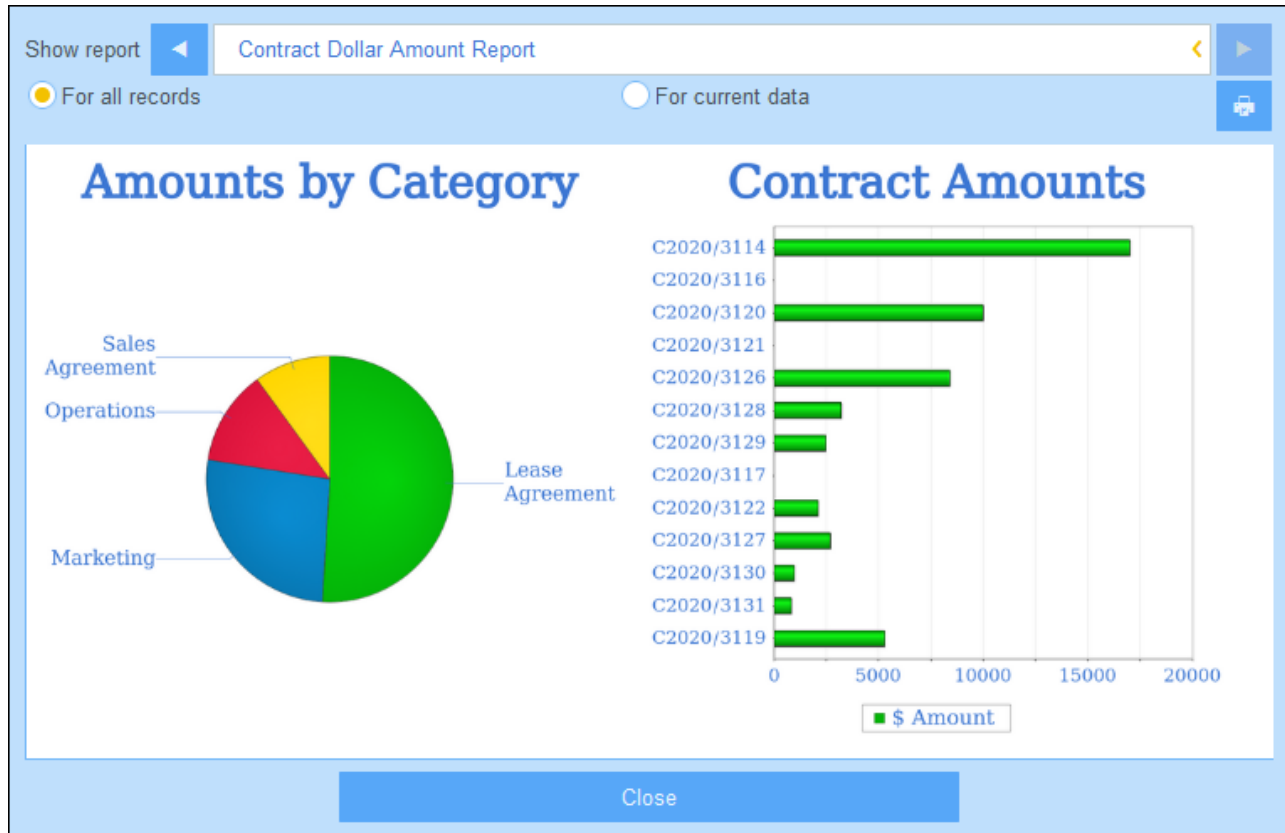 Show report
Contract Dollar Amount Report
For all records
For current data
Amounts by Category
Sales
Agreement
Operations
Marketing
Lease
Agreement
Contract Amounts
C2020/3114
C2020/3116
C2020/3120
C2020/3121
C2020/3126
C2020/3128
C2020/3129
C2020/3117
C2020/3122
C2020/3127
C2020/3130
C2020/3131
C2020/3119
0 5000 10000 15000 20000
$ Amount
Close